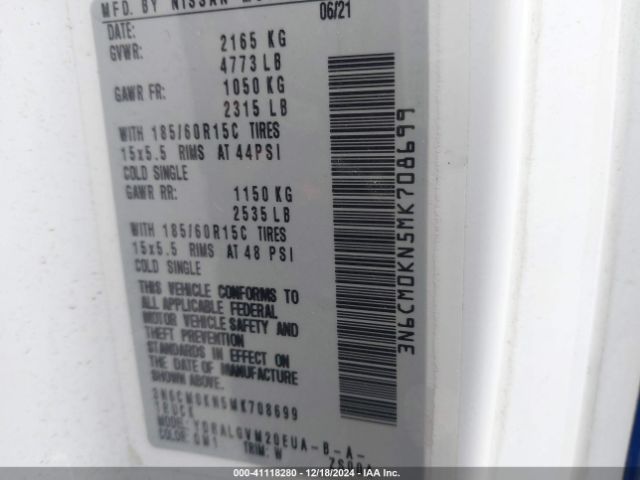 MFD. BY NISSAN
DATE: 06/21
GVWR: 2165 KG
4773 LB
GAWR FR: 1050 KG
2315 LB
WITH 185/60R15C TIRES
15x5.5 RIMS AT 44PSI
COLD SINGLE
GAWR RR: 1150 KG
2535 LB
WITH 185/60R15C TIRES
15x5.5 RIMS AT 48 PSI
COLD SINGLE
THIS VEHICLE CONFORMS TO
ALL APPLICABLE FEDERAL
MOTOR VEHICLE SAFETY AND
THEFT PREVENTION
STANDARDS IN EFFECT ON
THE DATE OF MANUFACTURE
SHOWN ABOVE.
3N6CM0KN5MK708699
TRUCK
COLOR: QM1 TRIM: W
3N6CM0KN5MK708699
000-41118280 - 12/18/2024 - IAA Inc. Copyright